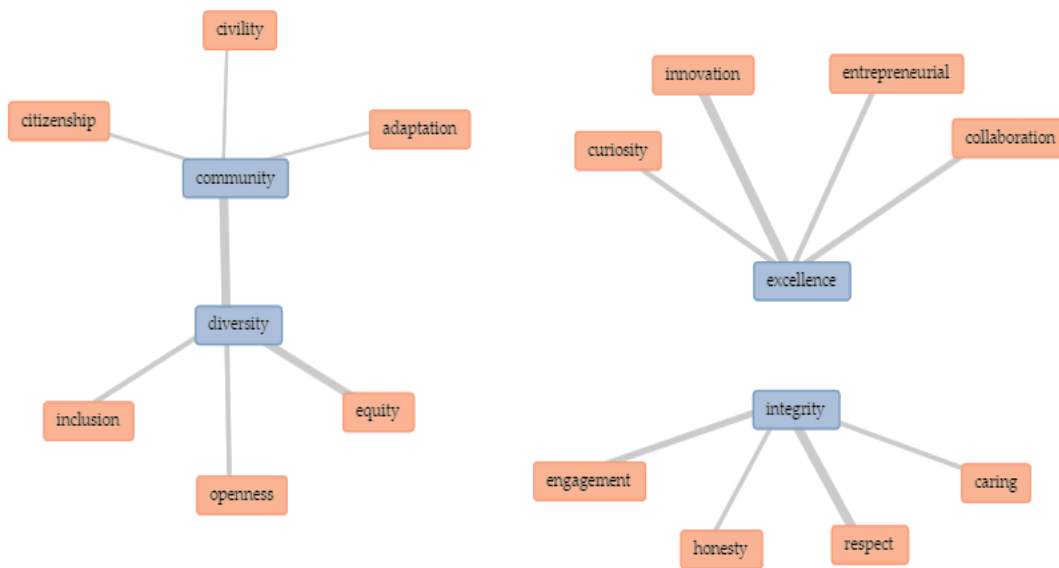 civility
citizenship
adaptation
community
diversity
inclusion
equity
openness
innovation
entrepreneurial
curiosity
collaboration
excellence
integrity
engagement
caring
honesty
respect